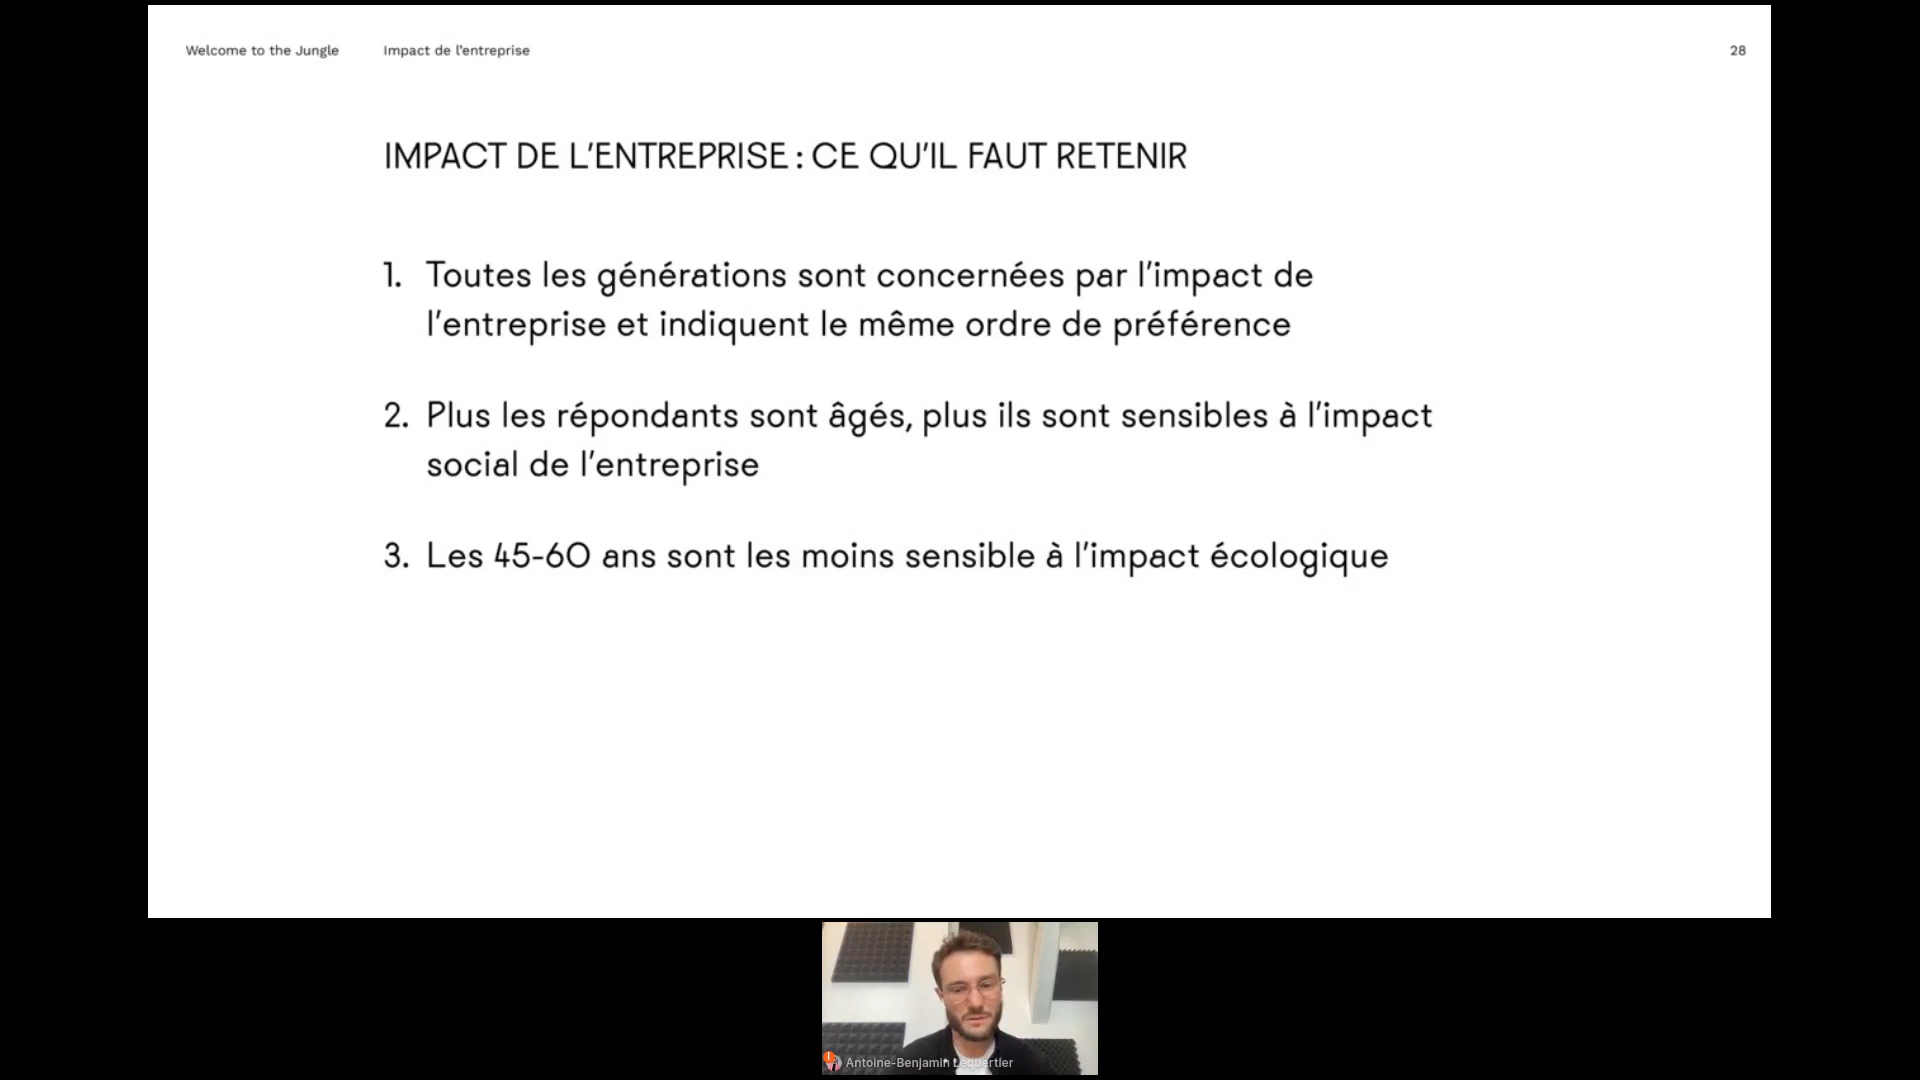 Welcome to the Jungle Impact de l'entreprise 28
IMPACT DE L'ENTREPRISE : CE QU'IL FAUT RETENIR
1. Toutes les générations sont concernées par l'impact de
l'entreprise et indiquent le même ordre de préférence
2. Plus les répondants sont âgés, plus ils sont sensibles à l'impact
social de l'entreprise
3. Les 45-60 ans sont les moins sensible à l'impact écologique
Antoine-Benjamin Lequertier